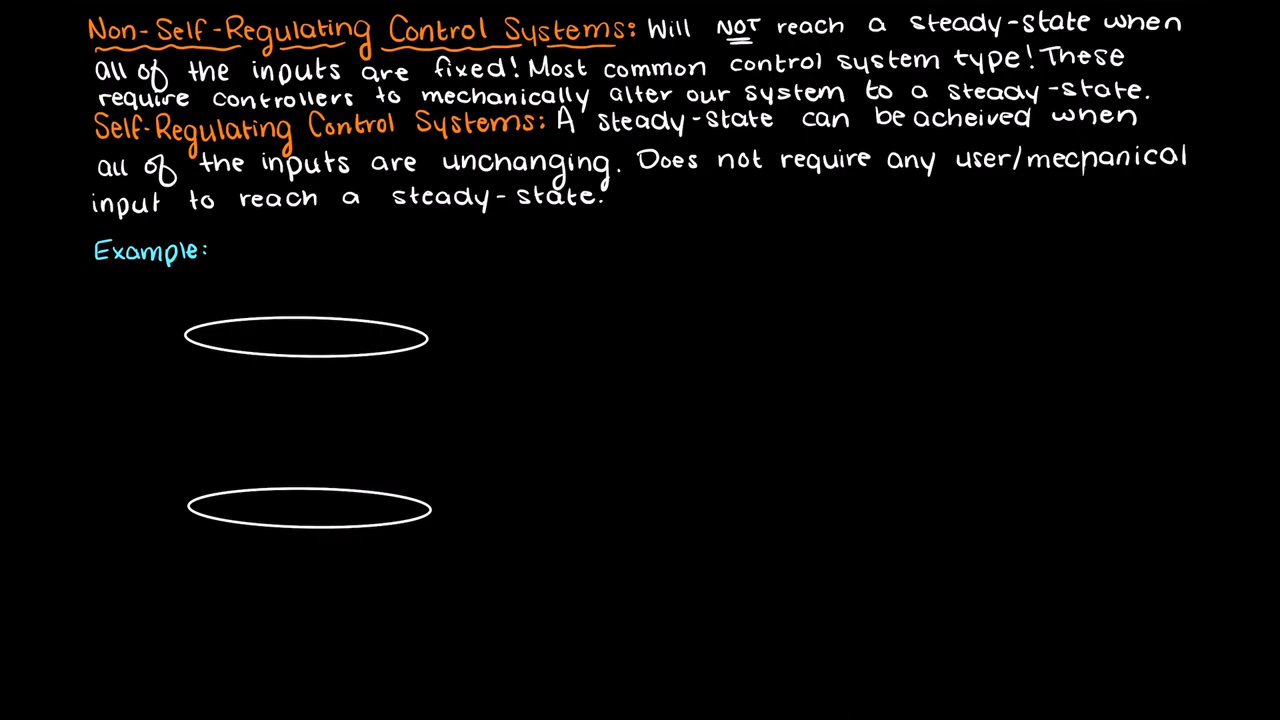 Non-Self-Regulating Control Systems: Will NOT reach a steady-state when
all of the inputs are fixed! Most common control system type! These
require controllers to mechanically alter our system to a steady-state.
Self-Regulating Control Systems: A steady-state can be acheived when
all of the inputs are unchanging. Does not require any user/mechanical
input to reach a steady-state.
Example: